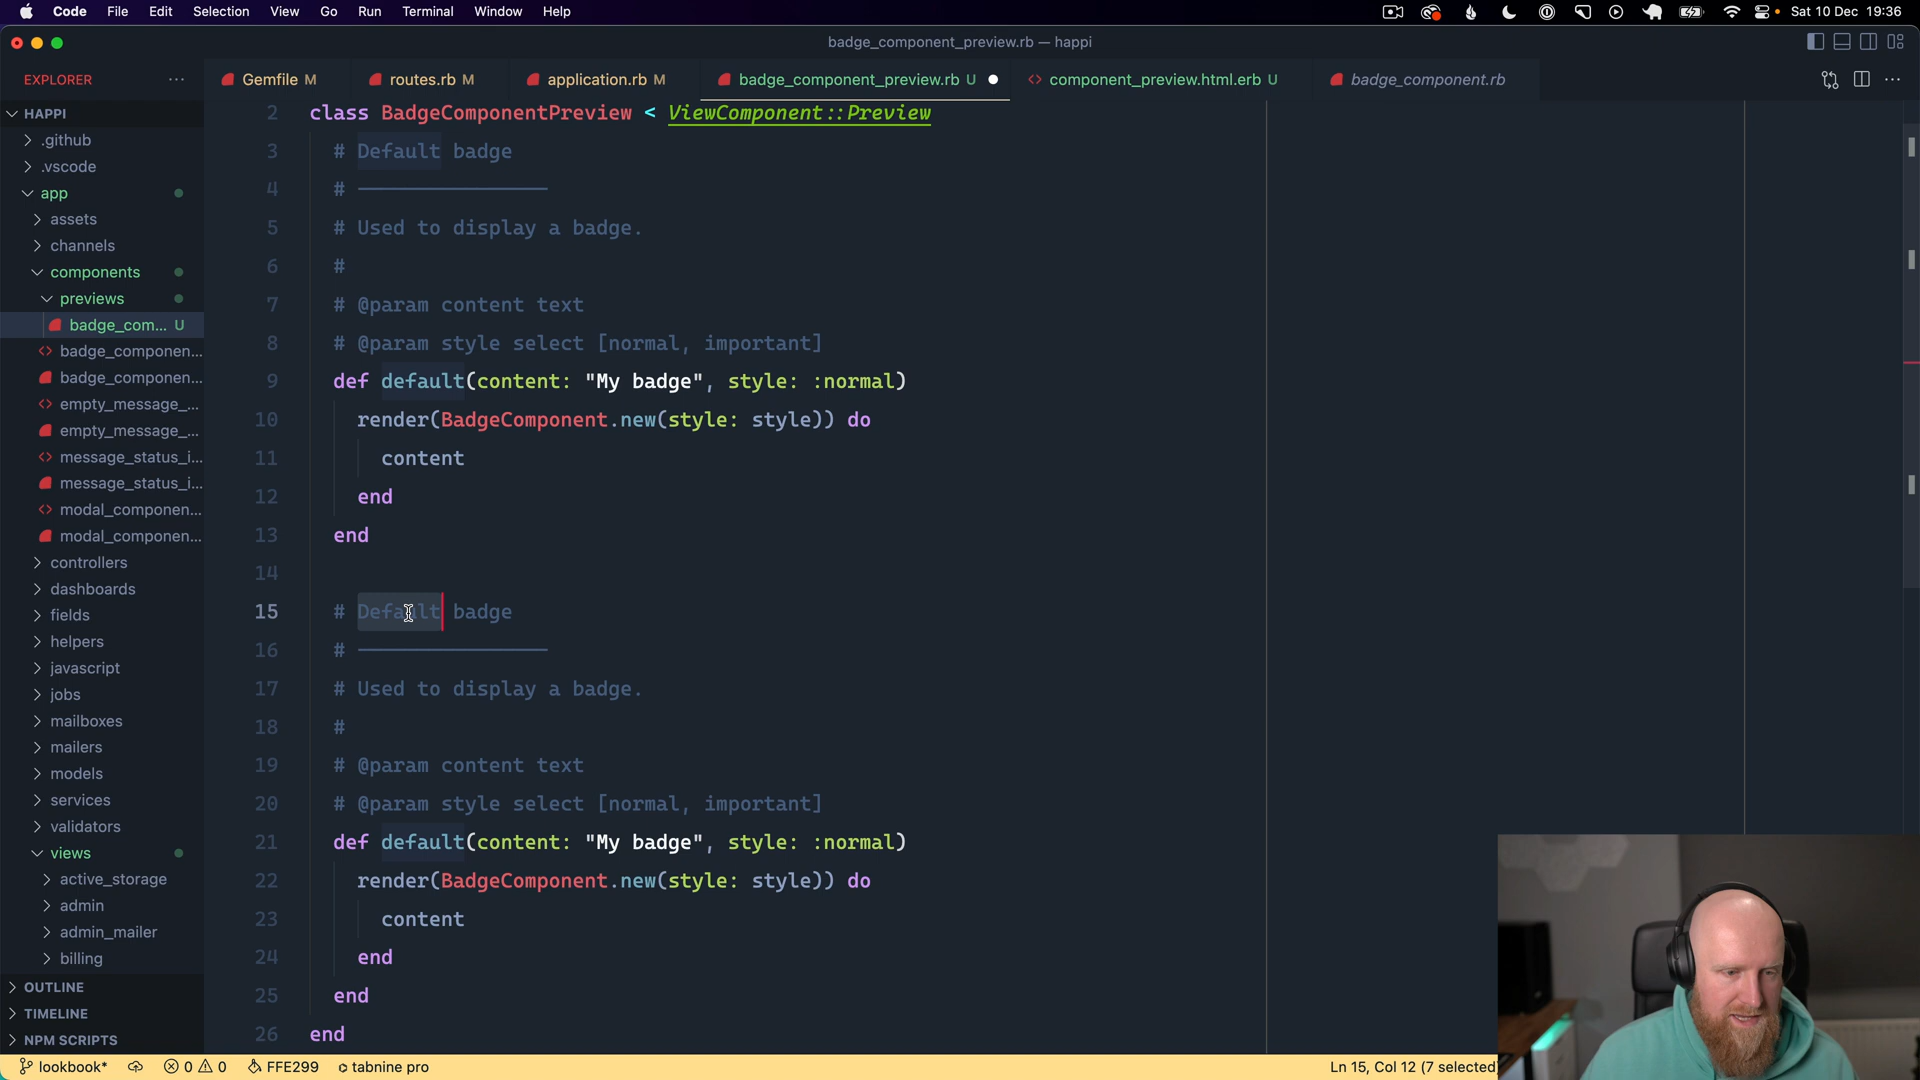 Code File Edit Selection View Go Run Terminal Window Help Sat 10 Dec 19:36
badge_component_preview.rb — happi
EXPLORER ...
Gemfile M routes.rb M application.rb M badge_component_preview.rb U component_preview.html.erb U badge_component.rb
HAPPI
.github
.vscode
app
assets
channels
components
previews
badge_com... U
badge_componen...
badge_componen...
empty_message_...
empty_message_...
message_status_i...
message_status_i...
modal_componen...
modal_componen...
controllers
dashboards
fields
helpers
javascript
jobs
mailboxes
mailers
models
services
validators
views
active_storage
admin
admin_mailer
billing
OUTLINE
TIMELINE
NPM SCRIPTS
2 class BadgeComponentPreview < ViewComponent::Preview
3 # Default badge
4 # ----------------
5 # Used to display a badge.
6 #
7 # @param content text
8 # @param style select [normal, important]
9 def default(content: "My badge", style: :normal)
10 render(BadgeComponent.new(style: style)) do
11 content
12 end
13 end
14
15 # Default badge
16 # ----------------
17 # Used to display a badge.
18 #
19 # @param content text
20 # @param style select [normal, important]
21 def default(content: "My badge", style: :normal)
22 render(BadgeComponent.new(style: style)) do
23 content
24 end
25 end
26 end
lookbook* 0 0 FFE299 tabnine pro Ln 15, Col 12 (7 selected)